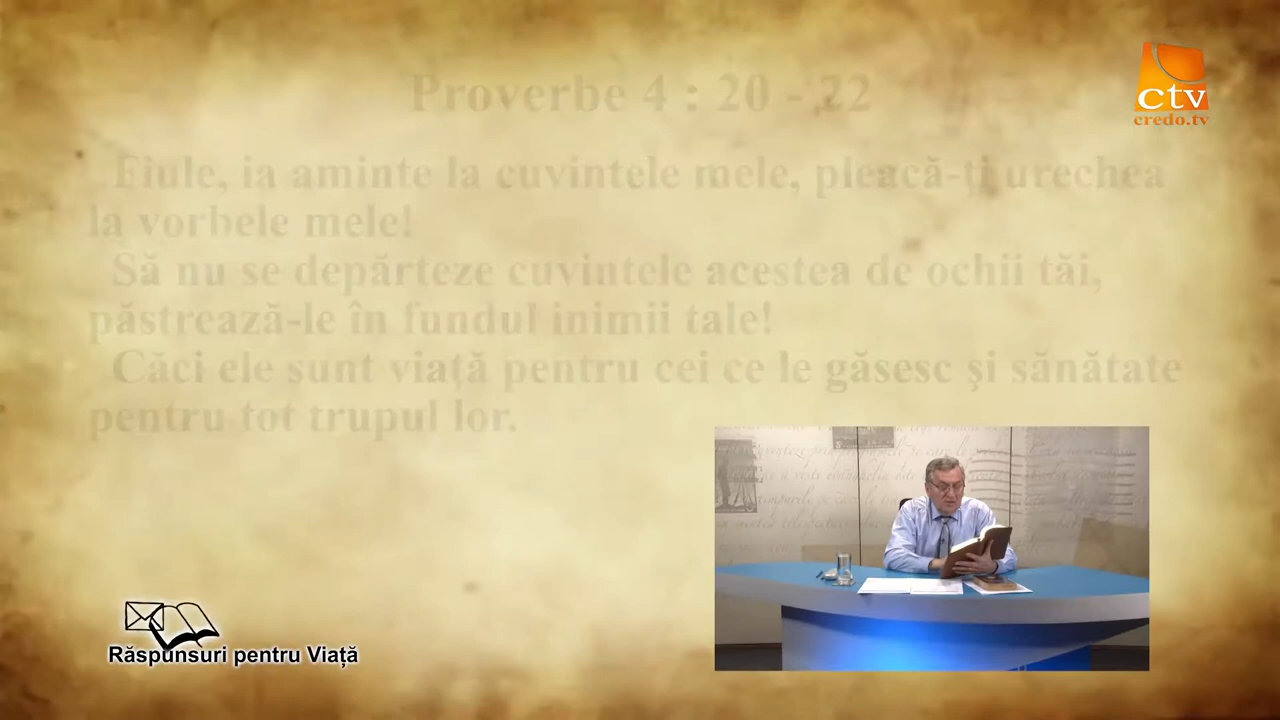 Proverbe 4 : 20 - 22
Fiule, ia aminte la cuvintele mele, pleacă-ţi urechea
la vorbele mele!
Să nu se depărteze cuvintele acestea de ochii tăi,
păstrează-le în fundul inimii tale!
Căci ele sunt viaţă pentru cei ce le găsesc şi sănătate
pentru tot trupul lor.
ctv
credo.tv
Răspunsuri pentru Viață